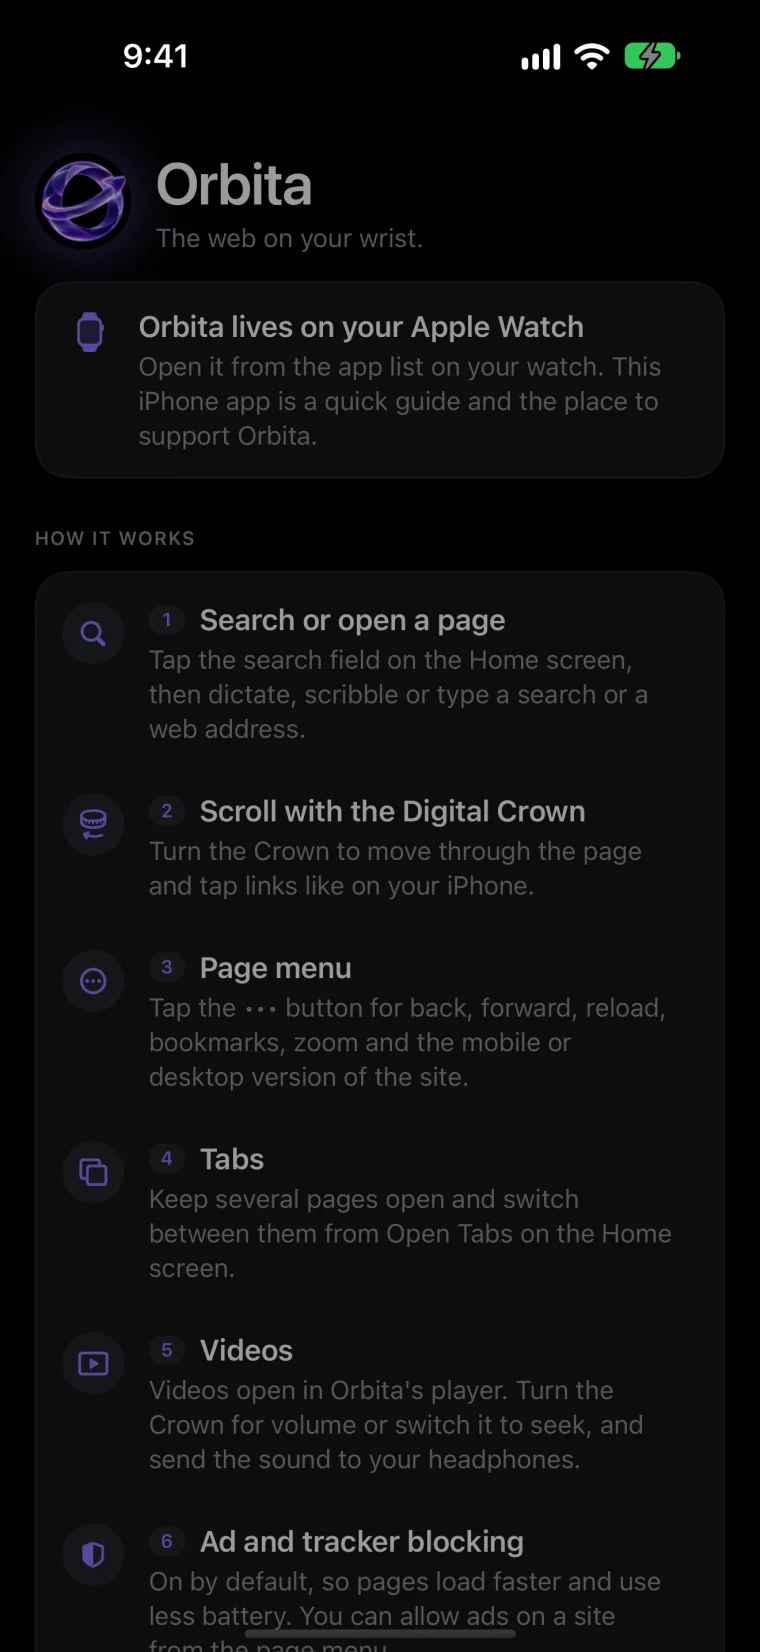 9:41
Orbita
The web on your wrist.
Orbita lives on your Apple Watch
Open it from the app list on your watch. This
iPhone app is a quick guide and the place to
support Orbita.
HOW IT WORKS
1 Search or open a page
Tap the search field on the Home screen,
then dictate, scribble or type a search or a
web address.
2 Scroll with the Digital Crown
Turn the Crown to move through the page
and tap links like on your iPhone.
3 Page menu
Tap the ••• button for back, forward, reload,
bookmarks, zoom and the mobile or
desktop version of the site.
4 Tabs
Keep several pages open and switch
between them from Open Tabs on the Home
screen.
5 Videos
Videos open in Orbita's player. Turn the
Crown for volume or switch it to seek, and
send the sound to your headphones.
6 Ad and tracker blocking
On by default, so pages load faster and use
less battery. You can allow ads on a site
from the page menu.